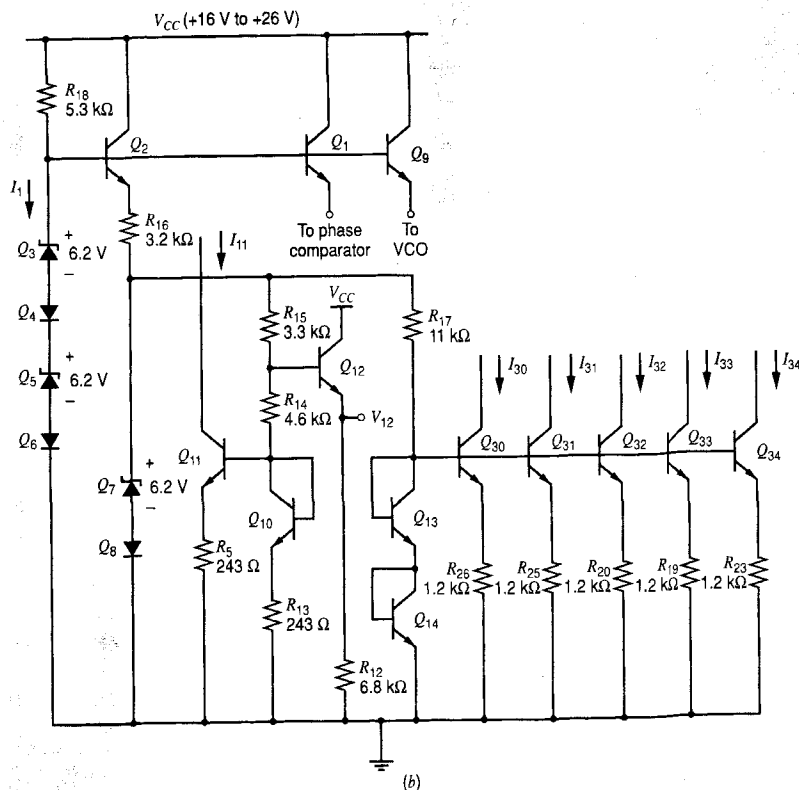 V_CC (+16 V to +26 V)
R_18
5.3 kΩ
Q_2
Q_1
Q_9
I_1
R_16
3.2 kΩ
I_11
To phase
comparator
To
VCO
Q_3
+
6.2 V
−
Q_4
R_15
3.3 kΩ
V_CC
R_17
11 kΩ
Q_12
Q_5
+
6.2 V
−
R_14
4.6 kΩ
V_12
I_30
I_31
I_32
I_33
I_34
Q_6
Q_11
Q_30
Q_31
Q_32
Q_33
Q_34
Q_7
+
6.2 V
−
Q_10
Q_13
Q_8
R_5
243 Ω
R_13
243 Ω
Q_14
R_26
1.2 kΩ
R_25
1.2 kΩ
R_20
1.2 kΩ
R_19
1.2 kΩ
R_23
1.2 kΩ
R_12
6.8 kΩ
(b)